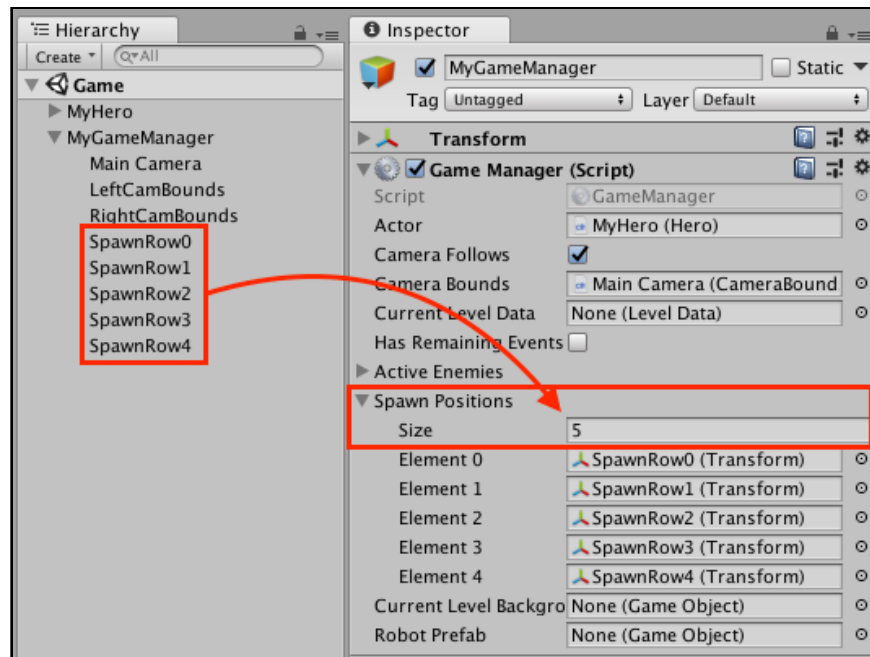 Hierarchy
Create
All
Game
MyHero
MyGameManager
Main Camera
LeftCamBounds
RightCamBounds
SpawnRow0
SpawnRow1
SpawnRow2
SpawnRow3
SpawnRow4
Inspector
MyGameManager Static
Tag Untagged Layer Default
Transform
Game Manager (Script)
Script GameManager
Actor MyHero (Hero)
Camera Follows
Camera Bounds Main Camera (CameraBound
Current Level Data None (Level Data)
Has Remaining Events
Active Enemies
Spawn Positions
Size 5
Element 0 SpawnRow0 (Transform)
Element 1 SpawnRow1 (Transform)
Element 2 SpawnRow2 (Transform)
Element 3 SpawnRow3 (Transform)
Element 4 SpawnRow4 (Transform)
Current Level Backgro None (Game Object)
Robot Prefab None (Game Object)